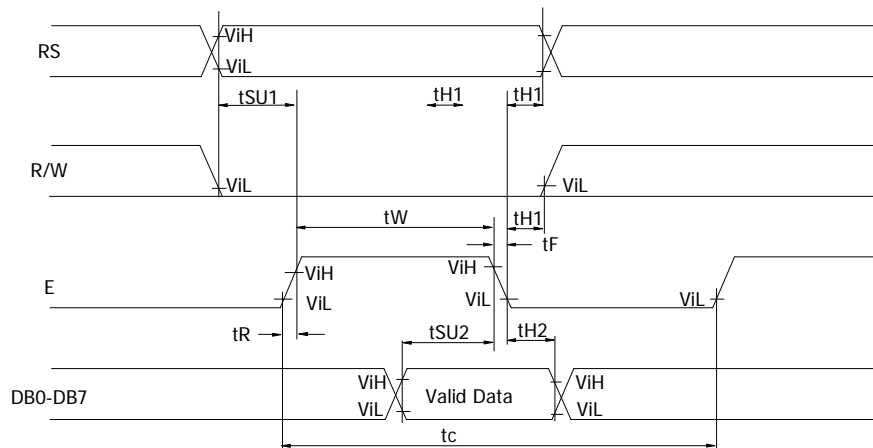 RS
ViH
ViL
tSU1
tH1
tH1
R/W
ViL
ViL
tW
tH1
tF
E
ViH
ViL
ViH
ViL
ViL
tR
tSU2
tH2
DB0-DB7
ViH
ViL
Valid Data
ViH
ViL
tc